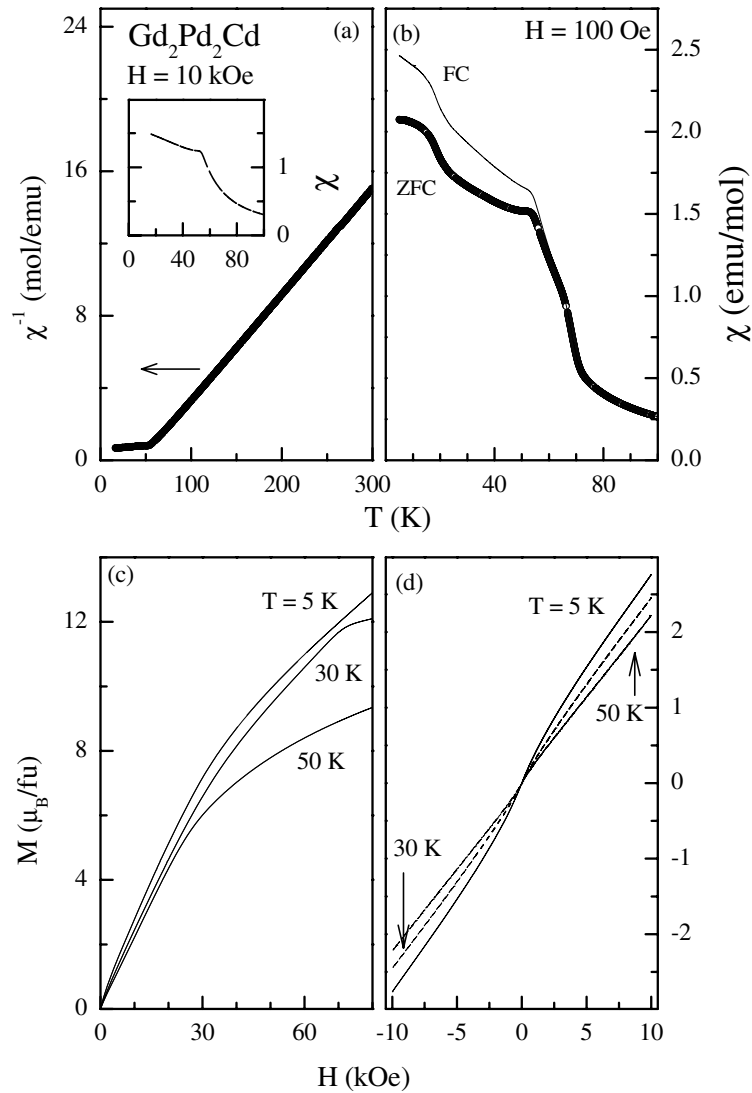 24
16
8
0
Gd₂Pd₂Cd
(a)
H = 10 kOe
1
0
0
40
80
χ
χ⁻¹ (mol/emu)
0
100
200
300
(b)
H = 100 Oe
FC
ZFC
2.5
2.0
1.5
1.0
0.5
0.0
χ (emu/mol)
40
80
T (K)
(c)
T = 5 K
30 K
50 K
12
8
4
0
M (μB/fu)
0
30
60
(d)
T = 5 K
50 K
30 K
2
1
0
-1
-2
-10
-5
0
5
10
H (kOe)